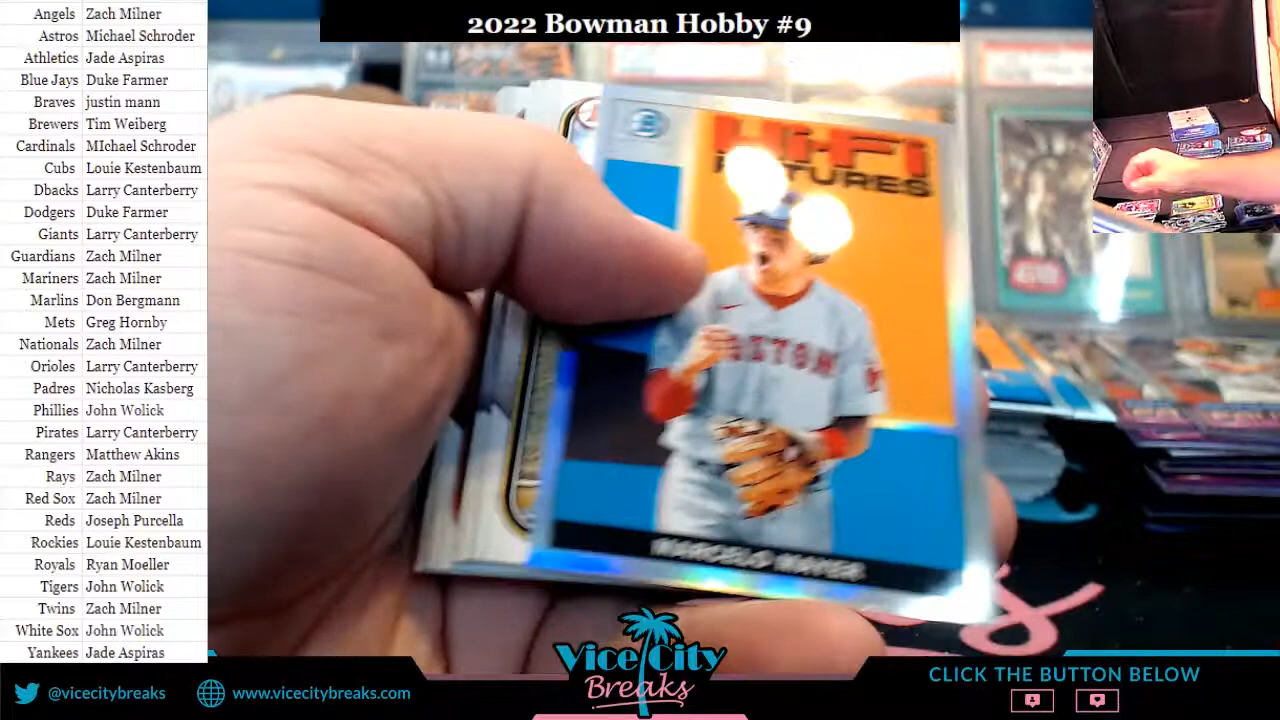 2022 Bowman Hobby #9
Angels Zach Milner
Astros Michael Schroder
Athletics Jade Aspiras
Blue Jays Duke Farmer
Braves justin mann
Brewers Tim Weiberg
Cardinals MIchael Schroder
Cubs Louie Kestenbaum
Dbacks Larry Canterberry
Dodgers Duke Farmer
Giants Larry Canterberry
Guardians Zach Milner
Mariners Zach Milner
Marlins Don Bergmann
Mets Greg Hornby
Nationals Zach Milner
Orioles Larry Canterberry
Padres Nicholas Kasberg
Phillies John Wolick
Pirates Larry Canterberry
Rangers Matthew Akins
Rays Zach Milner
Red Sox Zach Milner
Reds Joseph Purcella
Rockies Louie Kestenbaum
Royals Ryan Moeller
Tigers John Wolick
Twins Zach Milner
White Sox John Wolick
Yankees Jade Aspiras
HI-FI
FUTURES
BOSTON
MARCELO MAYER
Vice City
Breaks
@vicecitybreaks
www.vicecitybreaks.com
CLICK THE BUTTON BELOW